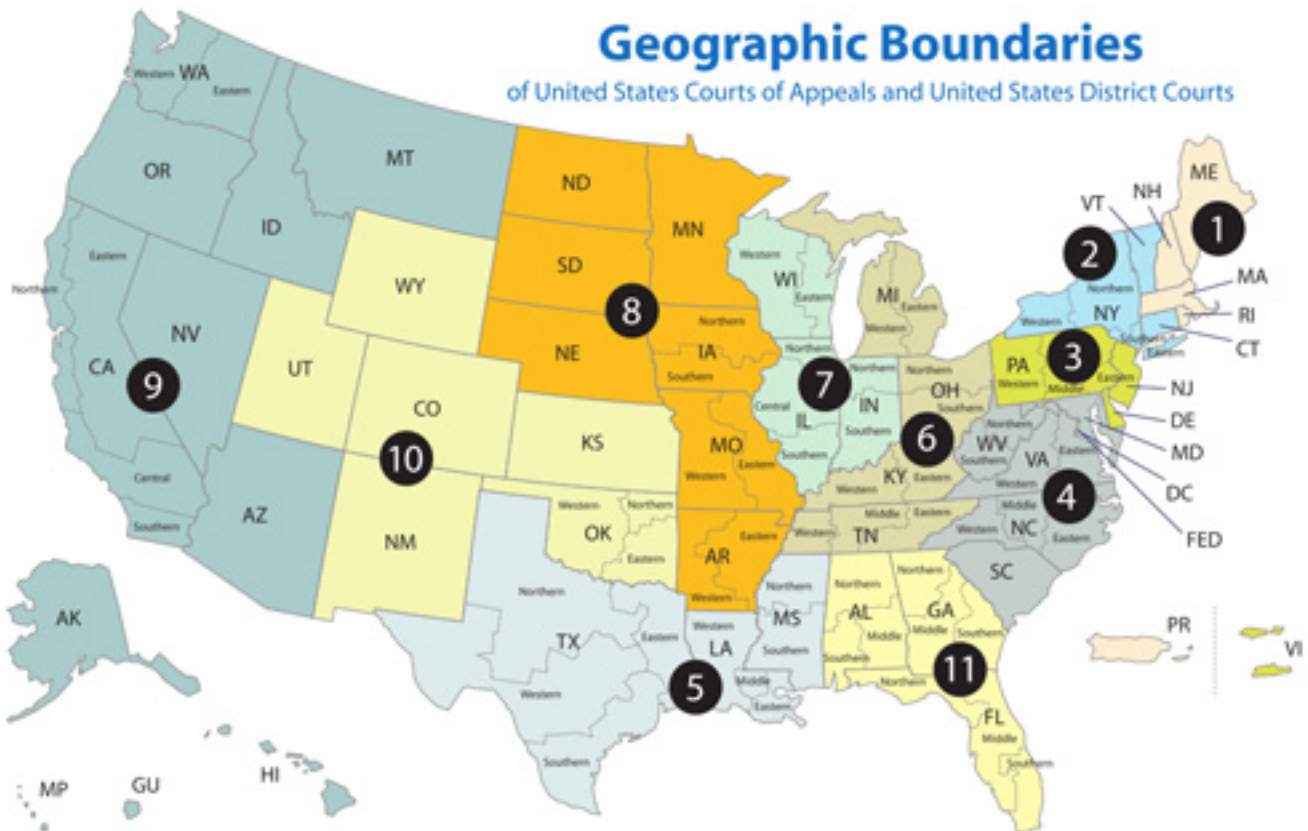 Geographic Boundaries
of United States Courts of Appeals and United States District Courts
WA
Western
Eastern
OR
MT
ID
ND
MN
SD
WY
8
NE
Northern
IA
Southern
WI
Western
Eastern
MI
Eastern
Western
VT
NH
ME
1
2
MA
Northern
NY
Western
Southern
Eastern
RI
CT
3
PA
Western
Middle
Eastern
NJ
DE
MD
DC
FED
Eastern
Northern
NV
CA
9
Central
Southern
UT
CO
10
KS
MO
Western
Eastern
7
Northern
Central
IL
Southern
Northern
IN
Southern
Northern
OH
Southern
6
KY
Western
Eastern
Northern
WV
Southern
VA
Eastern
Western
4
AZ
NM
Western
Northern
OK
Eastern
AR
Eastern
Western
Western
Middle
Eastern
TN
Middle
Western
NC
Eastern
SC
Northern
TX
Eastern
Western
Southern
Western
LA
Middle
Eastern
5
Northern
MS
Southern
Northern
AL
Middle
Southern
Northern
GA
Middle
Southern
11
Northern
FL
Middle
Southern
PR
VI
AK
HI
MP
GU